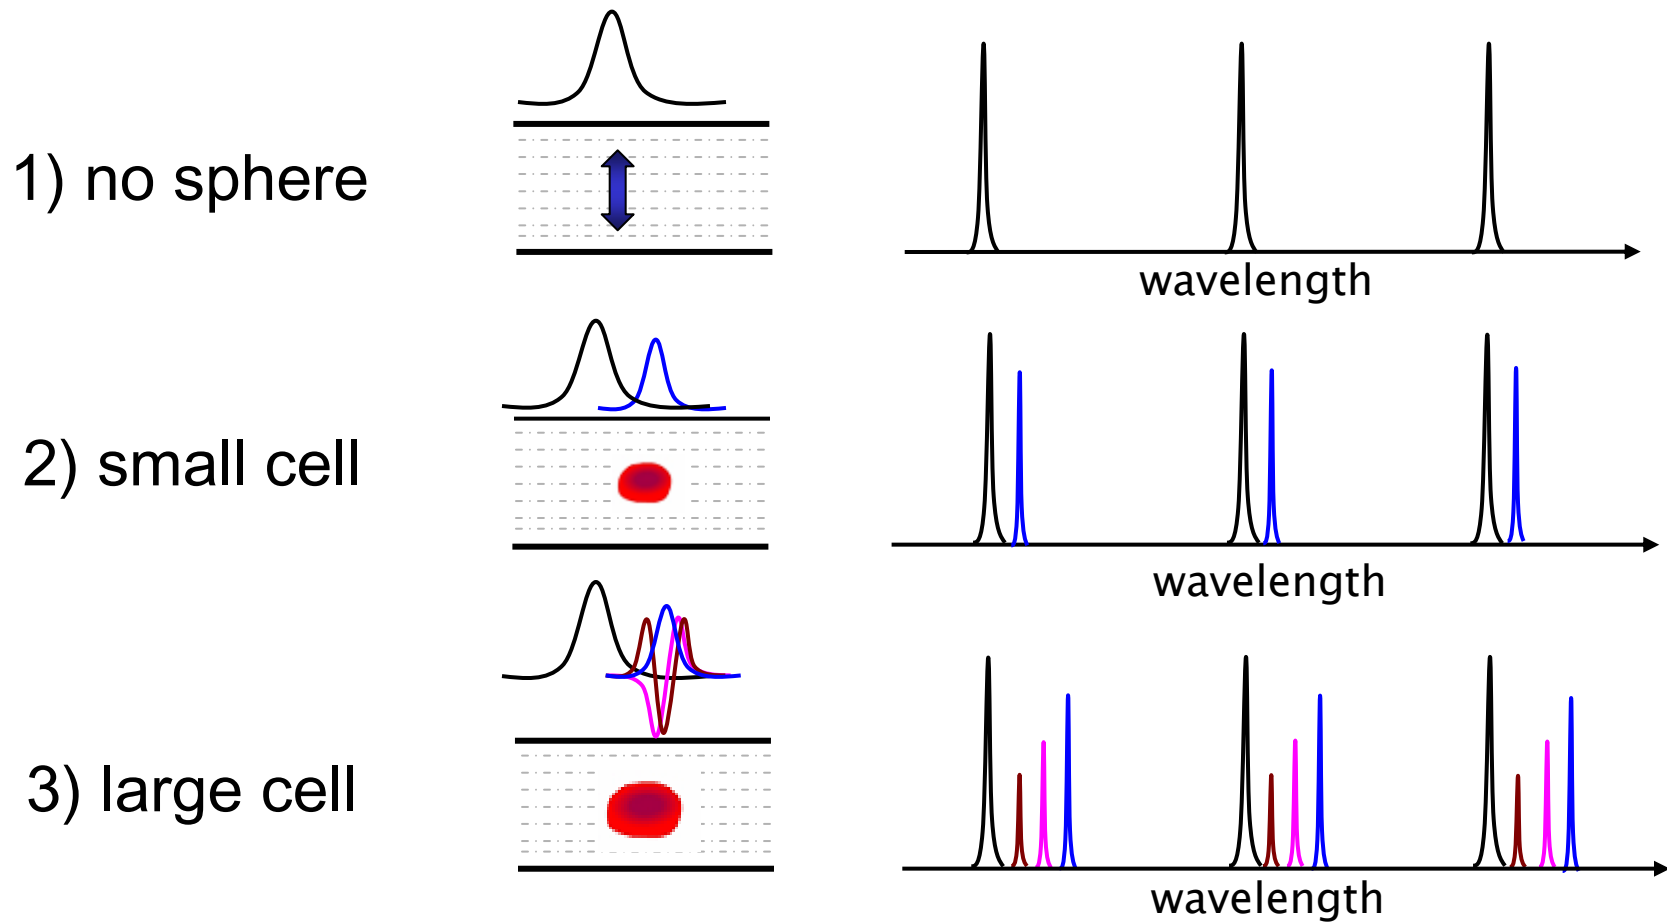 1) no sphere
wavelength
2) small cell
wavelength
3) large cell
wavelength